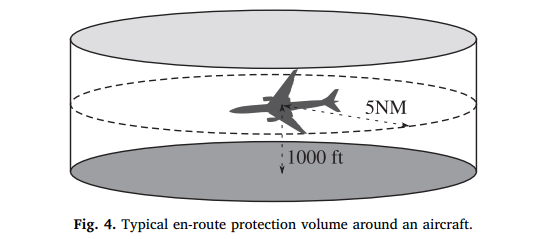 5NM
1000 ft
Fig. 4. Typical en-route protection volume around an aircraft.